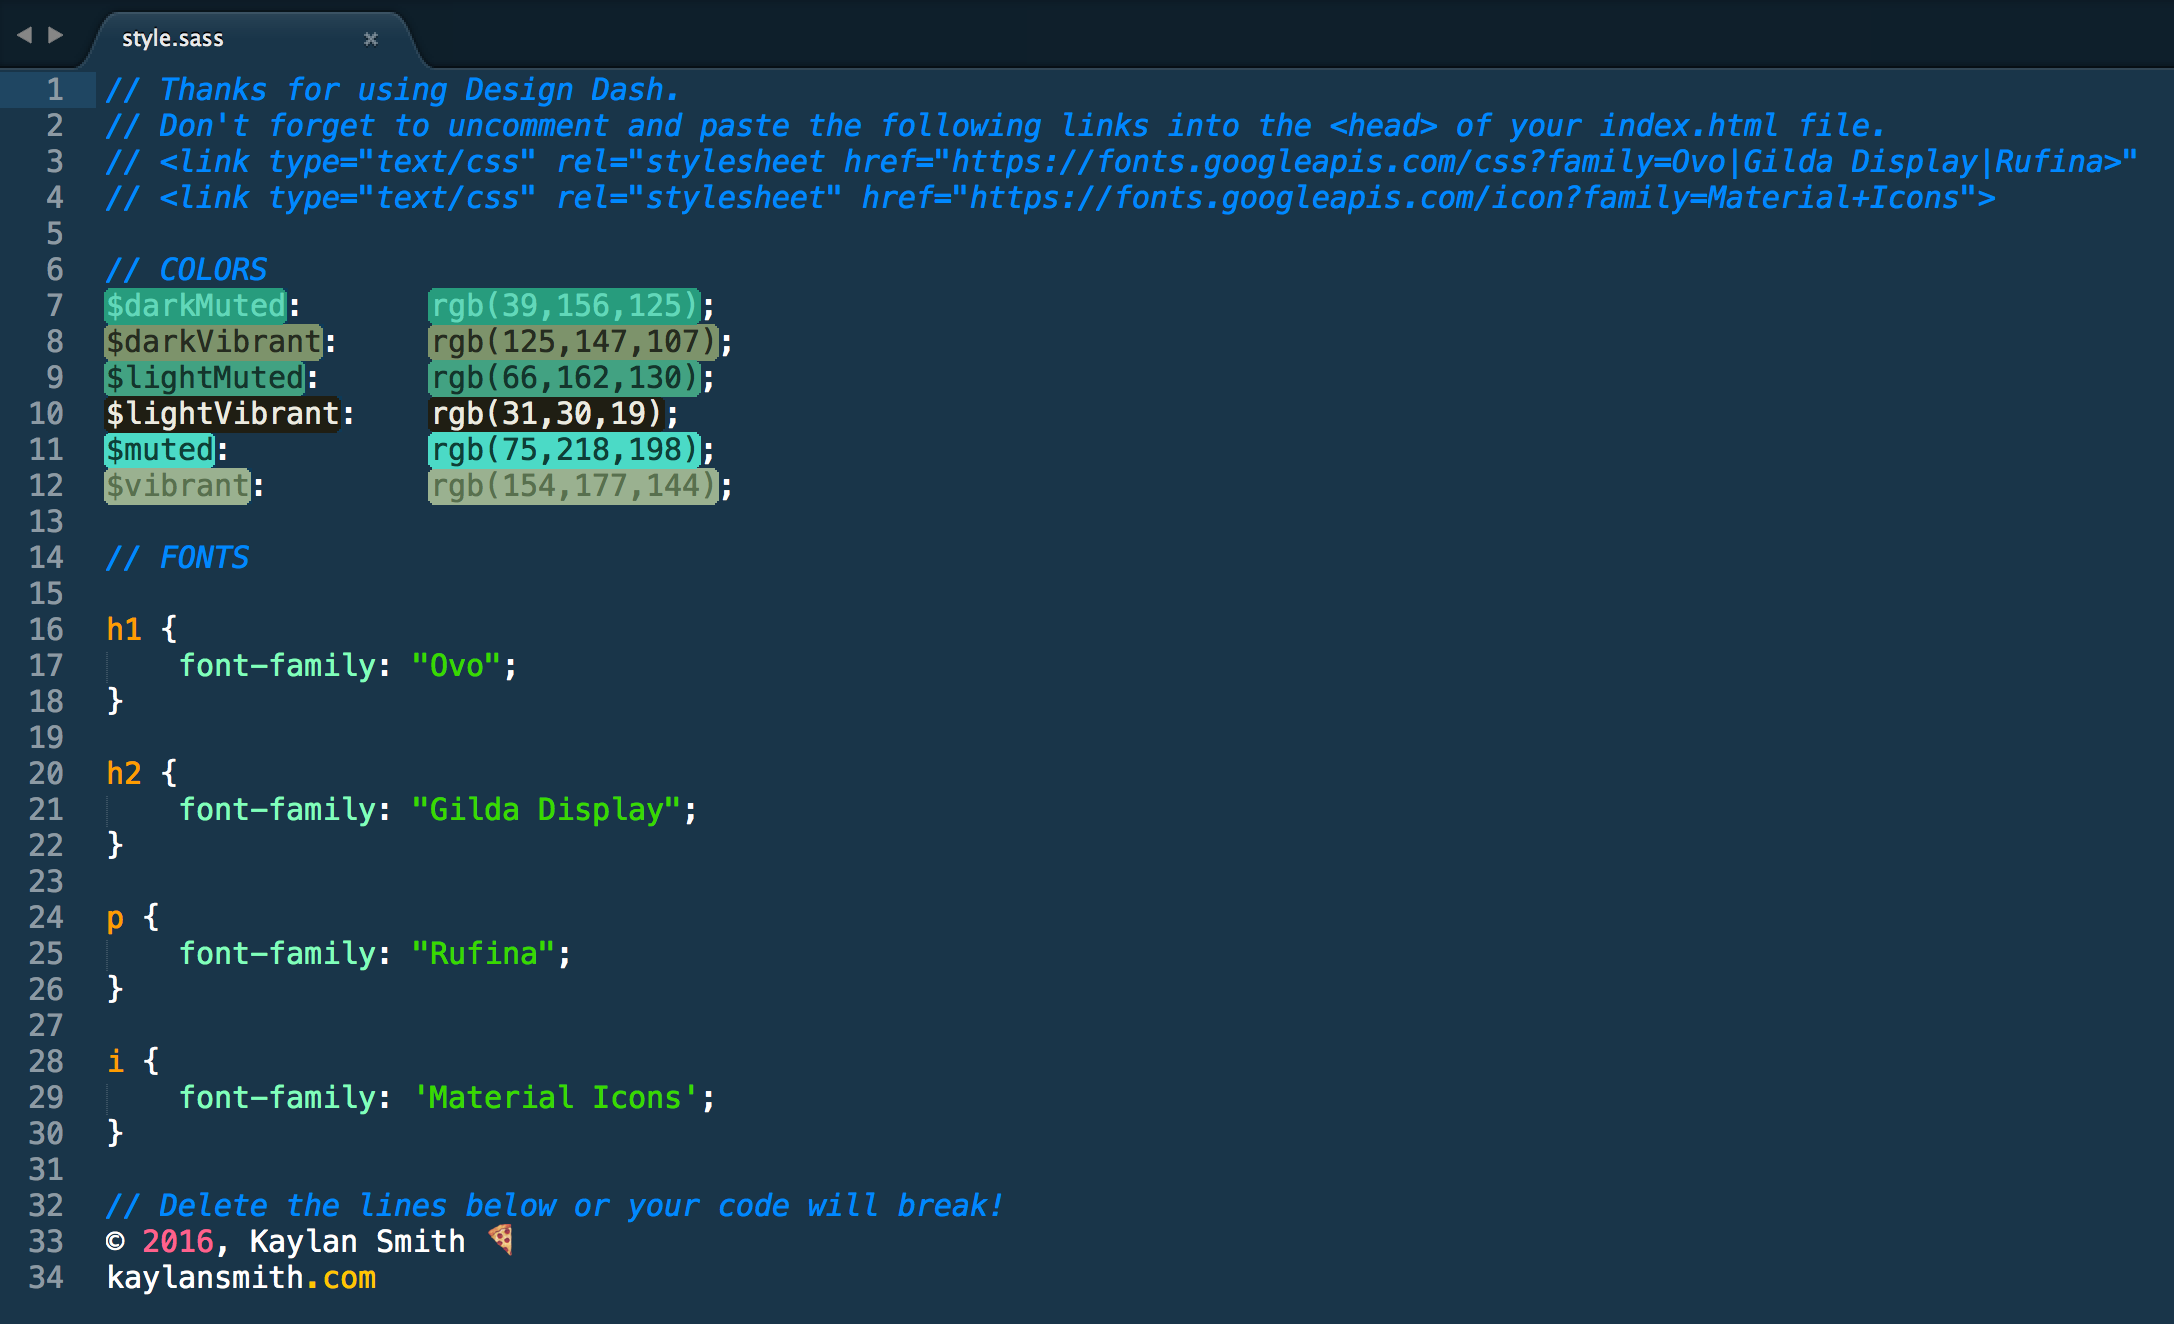 style.sass
1 // Thanks for using Design Dash.
2 // Don't forget to uncomment and paste the following links into the <head> of your index.html file.
3 // <link type="text/css" rel="stylesheet href="https://fonts.googleapis.com/css?family=Ovo|Gilda Display|Rufina>"
4 // <link type="text/css" rel="stylesheet" href="https://fonts.googleapis.com/icon?family=Material+Icons">
5
6 // COLORS
7 $darkMuted: rgb(39,156,125);
8 $darkVibrant: rgb(125,147,107);
9 $lightMuted: rgb(66,162,130);
10 $lightVibrant: rgb(31,30,19);
11 $muted: rgb(75,218,198);
12 $vibrant: rgb(154,177,144);
13
14 // FONTS
15
16 h1 {
17 font-family: "Ovo";
18 }
19
20 h2 {
21 font-family: "Gilda Display";
22 }
23
24 p {
25 font-family: "Rufina";
26 }
27
28 i {
29 font-family: 'Material Icons';
30 }
31
32 // Delete the lines below or your code will break!
33 © 2016, Kaylan Smith 🍕
34 kaylansmith.com